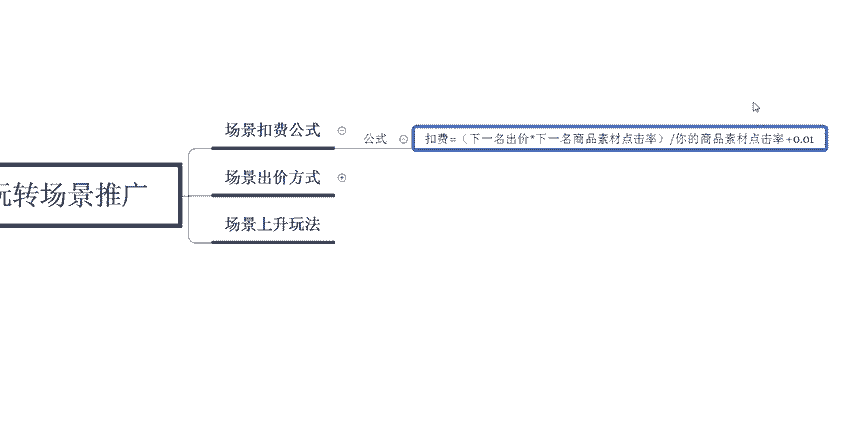 玩转场景推广
场景扣费公式
公式
扣费=（下一名出价*下一名商品素材点击率）/你的商品素材点击率+0.01
场景出价方式
场景上升玩法